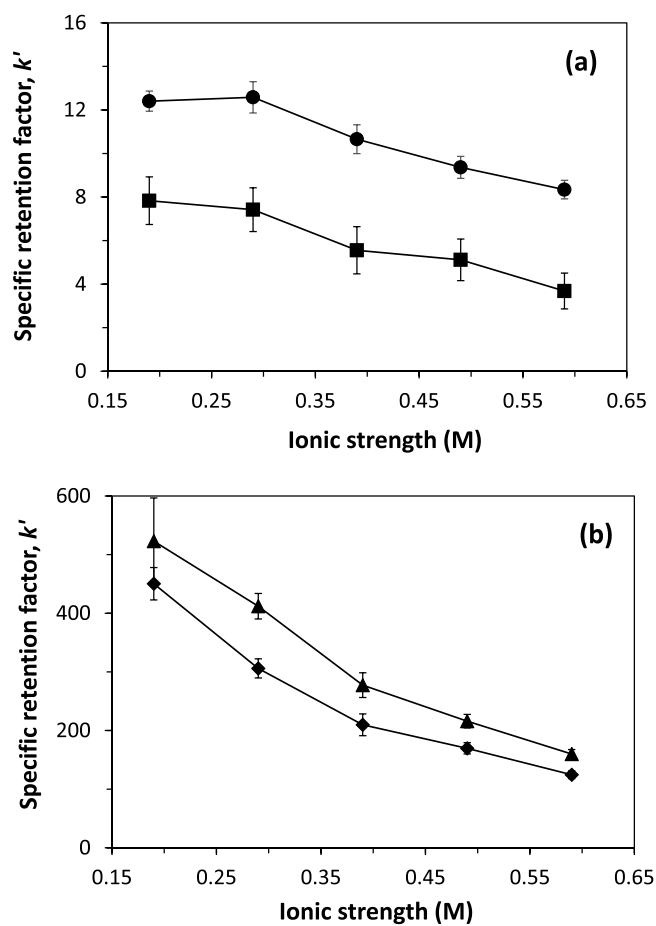 Specific retention factor, k'
16
12
8
4
0
(a)
0.15 0.25 0.35 0.45 0.55 0.65
Ionic strength (M)
Specific retention factor, k'
600
400
200
0
(b)
0.15 0.25 0.35 0.45 0.55 0.65
Ionic strength (M)